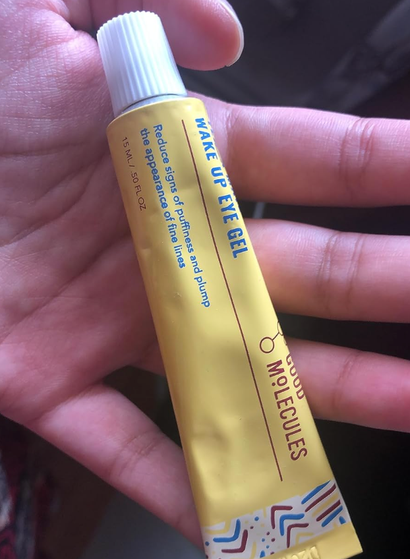 WAKE UP EYE GEL
Reduce signs of puffiness and plump
the appearance of fine lines
15 ML / .50 FL OZ
GOOD
MOLECULES